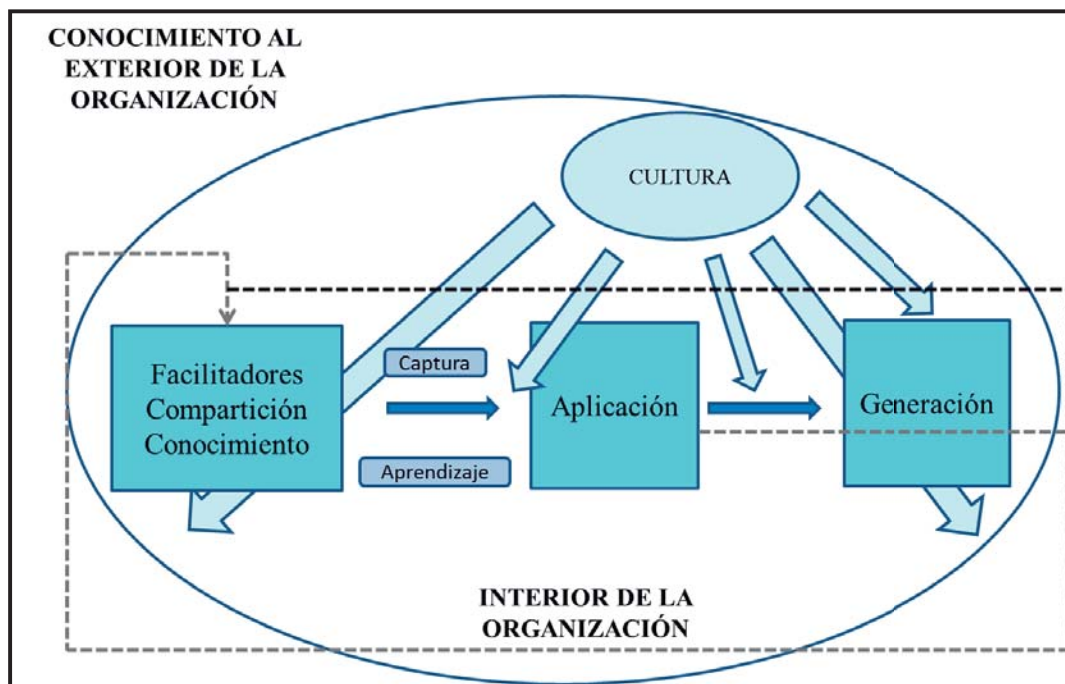 CONOCIMIENTO AL
EXTERIOR DE LA
ORGANIZACIÓN
CULTURA
Facilitadores
Compartición
Conocimiento
Captura
Aprendizaje
Aplicación
Generación
INTERIOR DE LA
ORGANIZACIÓN